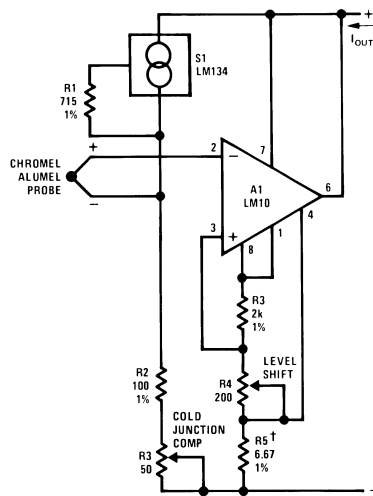 +
I_OUT
S1
LM134
R1
715
1%
CHROMEL
ALUMEL
PROBE
+
−
2
−
7
A1
LM10
6
4
3
+
8
1
R3
2k
1%
LEVEL
SHIFT
R4
200
R2
100
1%
COLD
JUNCTION
COMP
R3
50
R5†
6.67
1%
−